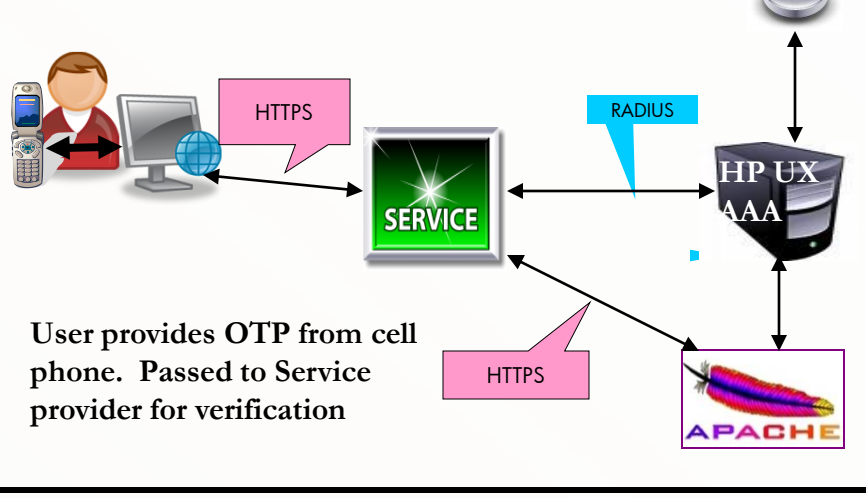 HTTPS
RADIUS
HP UX
AAA
SERVICE
User provides OTP from cell
phone.  Passed to Service
provider for verification
HTTPS
APACHE